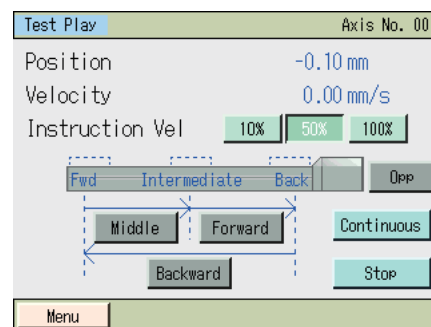 Test Play Axis No. 00
Position -0.10 mm
Velocity 0.00 mm/s
Instruction Vel 10% 50% 100%
Fwd Intermediate Back Opp
Middle Forward Continuous
Backward Stop
Menu